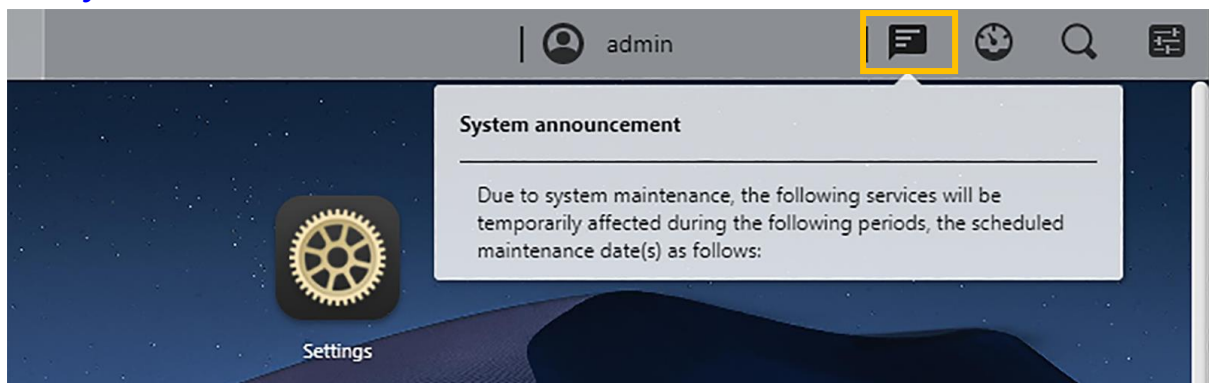 admin
System announcement
Due to system maintenance, the following services will be
temporarily affected during the following periods, the scheduled
maintenance date(s) as follows:
Settings